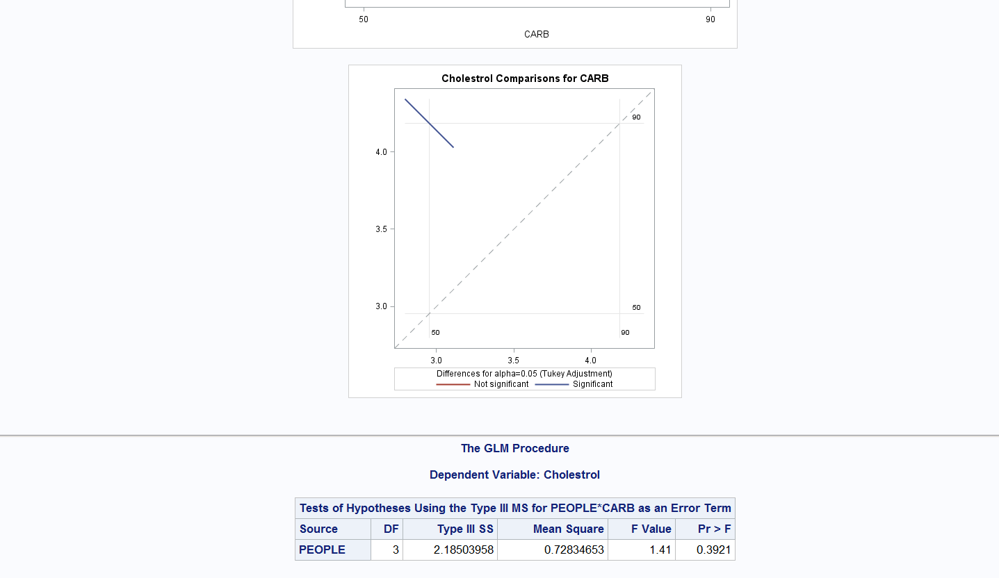 50 90
CARB
Cholestrol Comparisons for CARB
90
4.0
3.5
3.0
50
50 90
3.0 3.5 4.0
Differences for alpha=0.05 (Tukey Adjustment)
Not significant Significant
The GLM Procedure
Dependent Variable: Cholestrol
Tests of Hypotheses Using the Type III MS for PEOPLE*CARB as an Error Term
Source DF Type III SS Mean Square F Value Pr > F
PEOPLE 3 2.18503958 0.72834653 1.41 0.3921